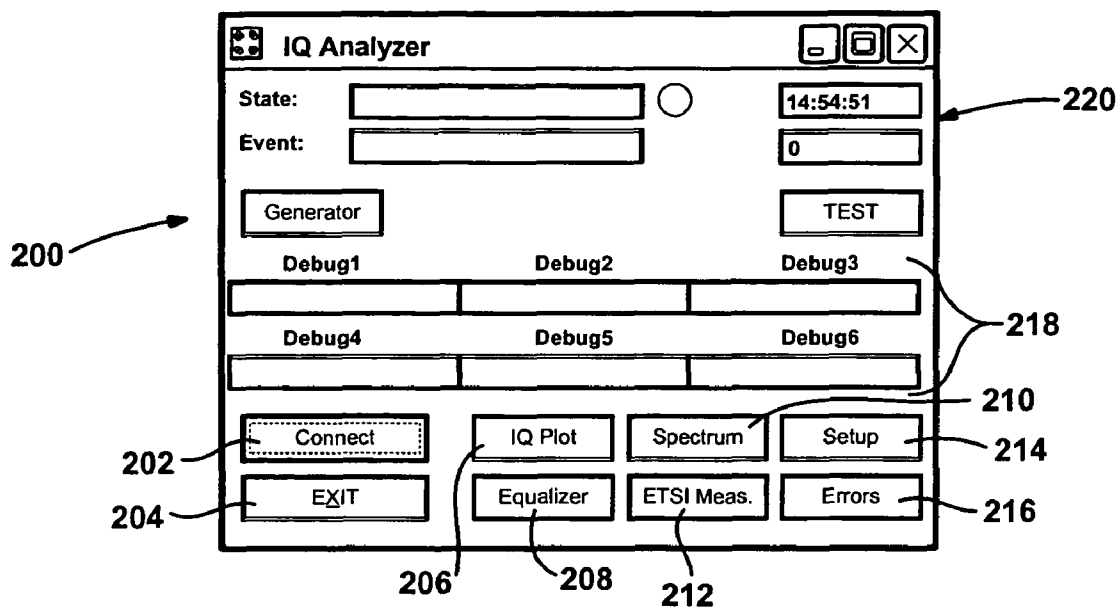 IQ Analyzer
State: 14:54:51 220
Event: 0
Generator TEST
200
Debug1 Debug2 Debug3
218
Debug4 Debug5 Debug6
210
Connect IQ Plot Spectrum Setup
202 214
EXIT Equalizer ETSI Meas. Errors
204 216
206 208 212